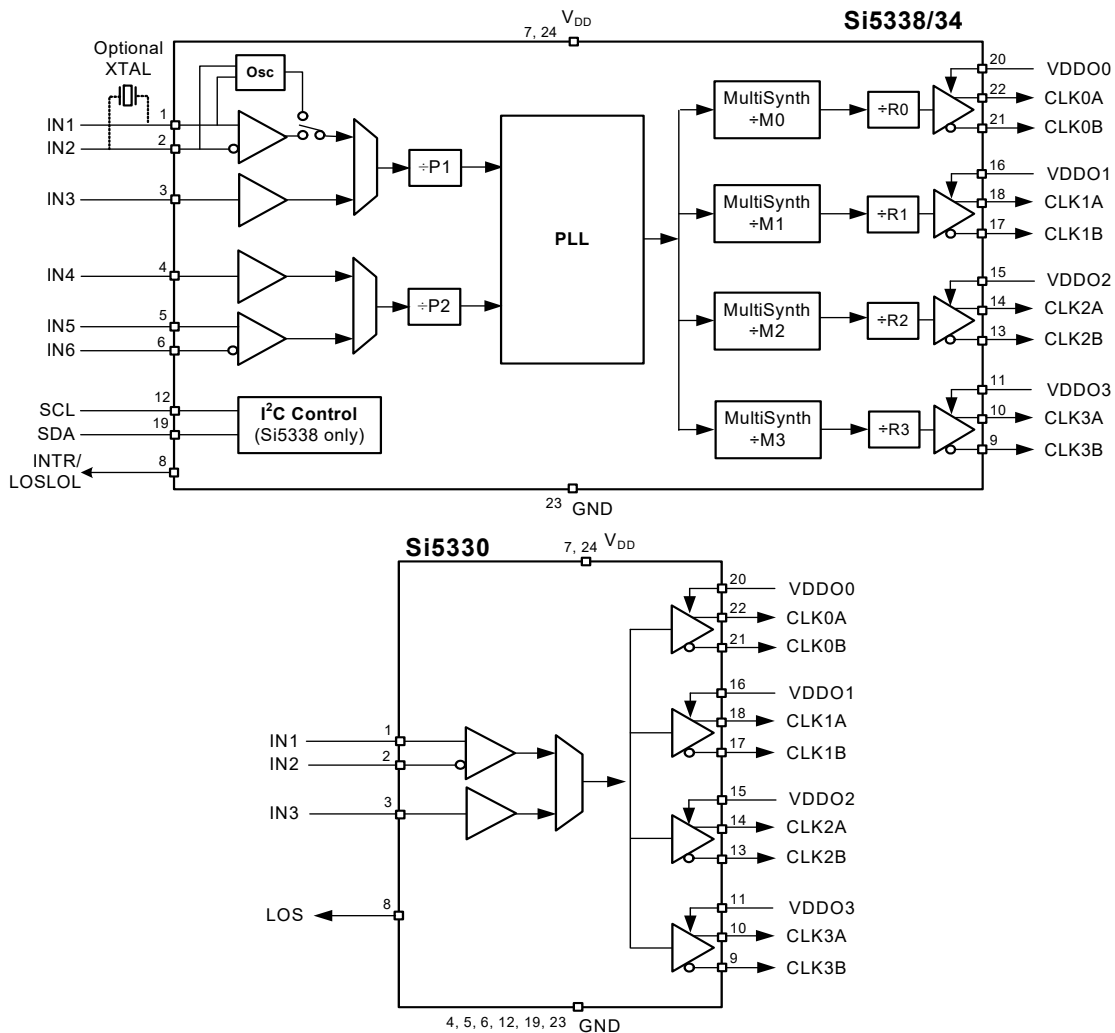 Si5338/34
VDD
7, 24
Optional
XTAL
Osc
IN1
1
IN2
2
IN3
3
IN4
4
IN5
5
IN6
6
SCL
12
SDA
19
INTR/
LOSLOL
8
I²C Control
(Si5338 only)
÷P1
÷P2
PLL
MultiSynth
÷M0
÷R0
20
VDDO0
22
CLK0A
21
CLK0B
MultiSynth
÷M1
÷R1
16
VDDO1
18
CLK1A
17
CLK1B
MultiSynth
÷M2
÷R2
15
VDDO2
14
CLK2A
13
CLK2B
MultiSynth
÷M3
÷R3
11
VDDO3
10
CLK3A
9
CLK3B
23 GND
Si5330
7, 24 VDD
IN1
1
IN2
2
IN3
3
LOS
8
20
VDDO0
22
CLK0A
21
CLK0B
16
VDDO1
18
CLK1A
17
CLK1B
15
VDDO2
14
CLK2A
13
CLK2B
11
VDDO3
10
CLK3A
9
CLK3B
4, 5, 6, 12, 19, 23 GND